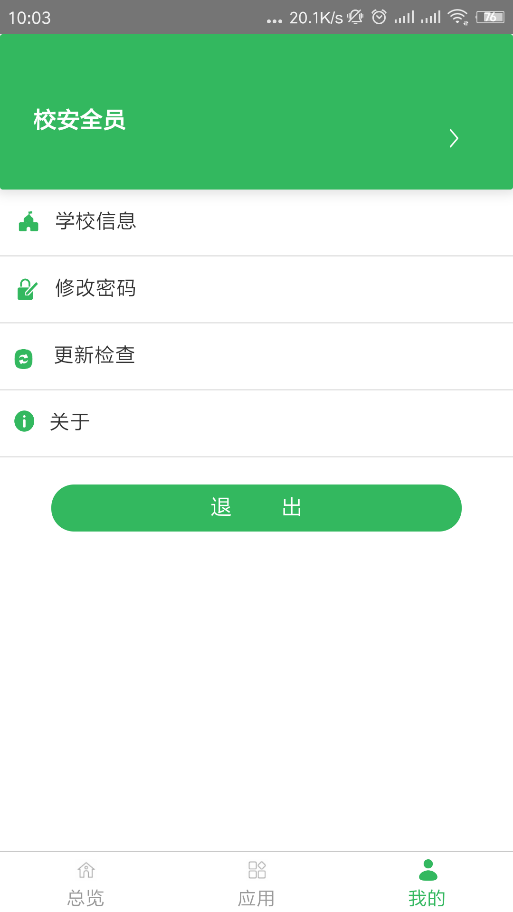 10:03
... 20.1K/s 76
校安全员
学校信息
修改密码
更新检查
关于
退 出
总览 应用 我的